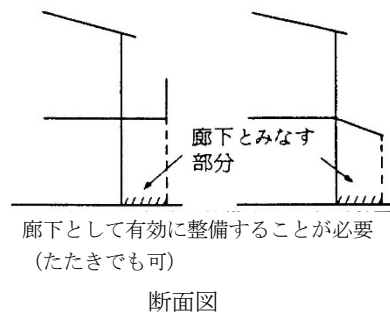 廊下とみなす
部分
廊下として有効に整備することが必要
（たたきでも可）
断面図